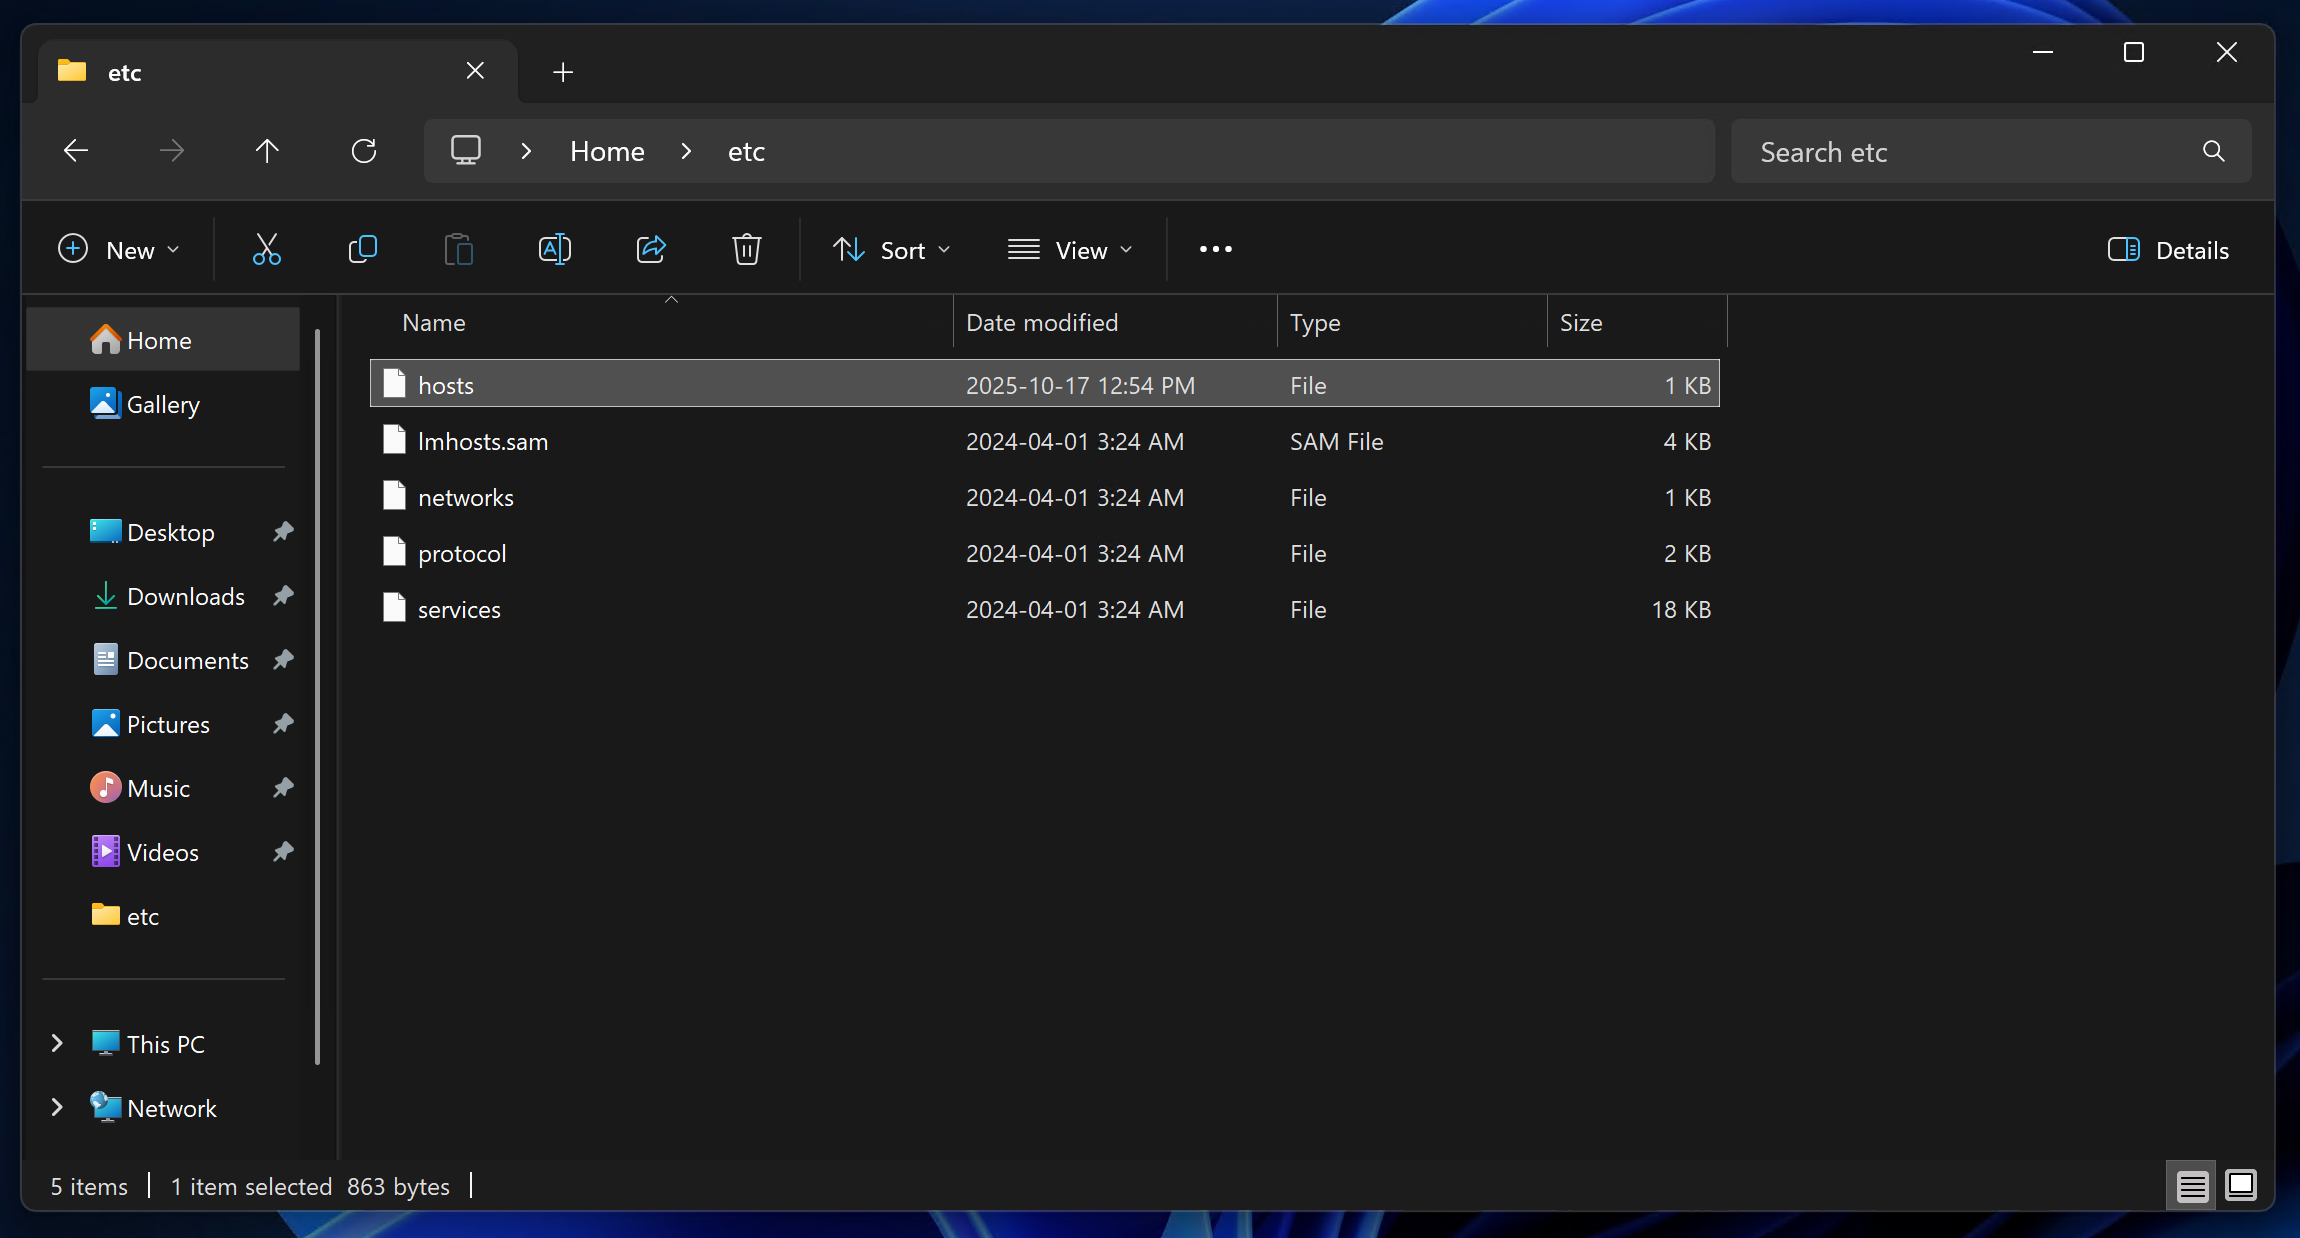 etc
Home etc
Search etc
New
Sort
View
Details
Name Date modified Type Size
hosts 2025-10-17 12:54 PM File 1 KB
lmhosts.sam 2024-04-01 3:24 AM SAM File 4 KB
networks 2024-04-01 3:24 AM File 1 KB
protocol 2024-04-01 3:24 AM File 2 KB
services 2024-04-01 3:24 AM File 18 KB
Home
Gallery
Desktop
Downloads
Documents
Pictures
Music
Videos
etc
This PC
Network
5 items 1 item selected 863 bytes